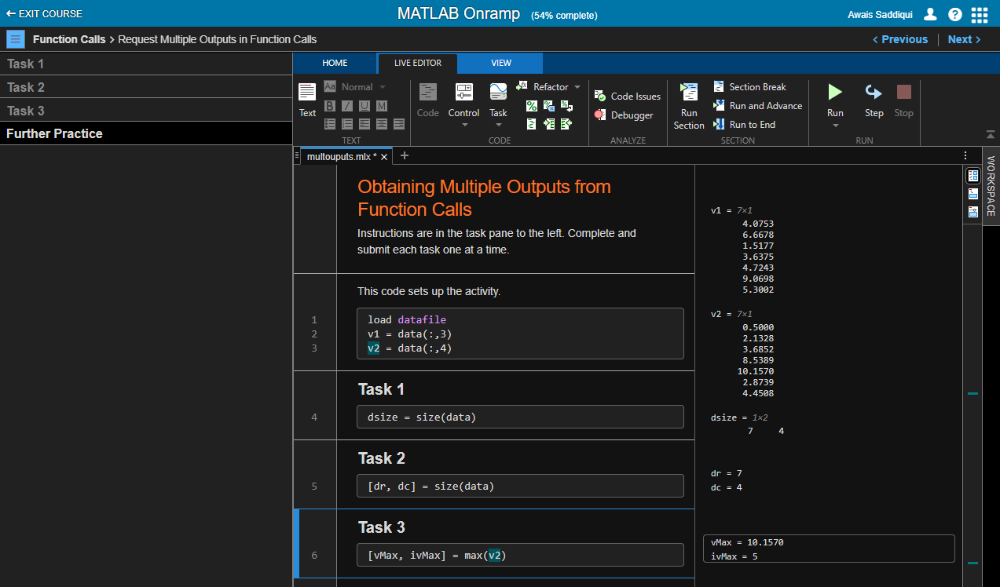 EXIT COURSE
MATLAB Onramp (54% complete)
Awais Saddiqui
Function Calls > Request Multiple Outputs in Function Calls
Previous
Next
Task 1
Task 2
Task 3
Further Practice
HOME
LIVE EDITOR
VIEW
Text
Aa Normal
B I U M
TEXT
Code
Control
Task
Refactor
CODE
Code Issues
Debugger
ANALYZE
Run
Section
Section Break
Run and Advance
Run to End
SECTION
Run
Step
Stop
RUN
multouputs.mlx *
WORKSPACE
Obtaining Multiple Outputs from
Function Calls
Instructions are in the task pane to the left. Complete and
submit each task one at a time.
This code sets up the activity.
1 load datafile
2 v1 = data(:,3)
3 v2 = data(:,4)
Task 1
4 dsize = size(data)
Task 2
5 [dr, dc] = size(data)
Task 3
6 [vMax, ivMax] = max(v2)
v1 = 7×1
4.0753
6.6678
1.5177
3.6375
4.7243
9.0698
5.3002
v2 = 7×1
0.5000
2.1328
3.6852
8.5389
10.1570
2.8739
4.4508
dsize = 1×2
7 4
dr = 7
dc = 4
vMax = 10.1570
ivMax = 5